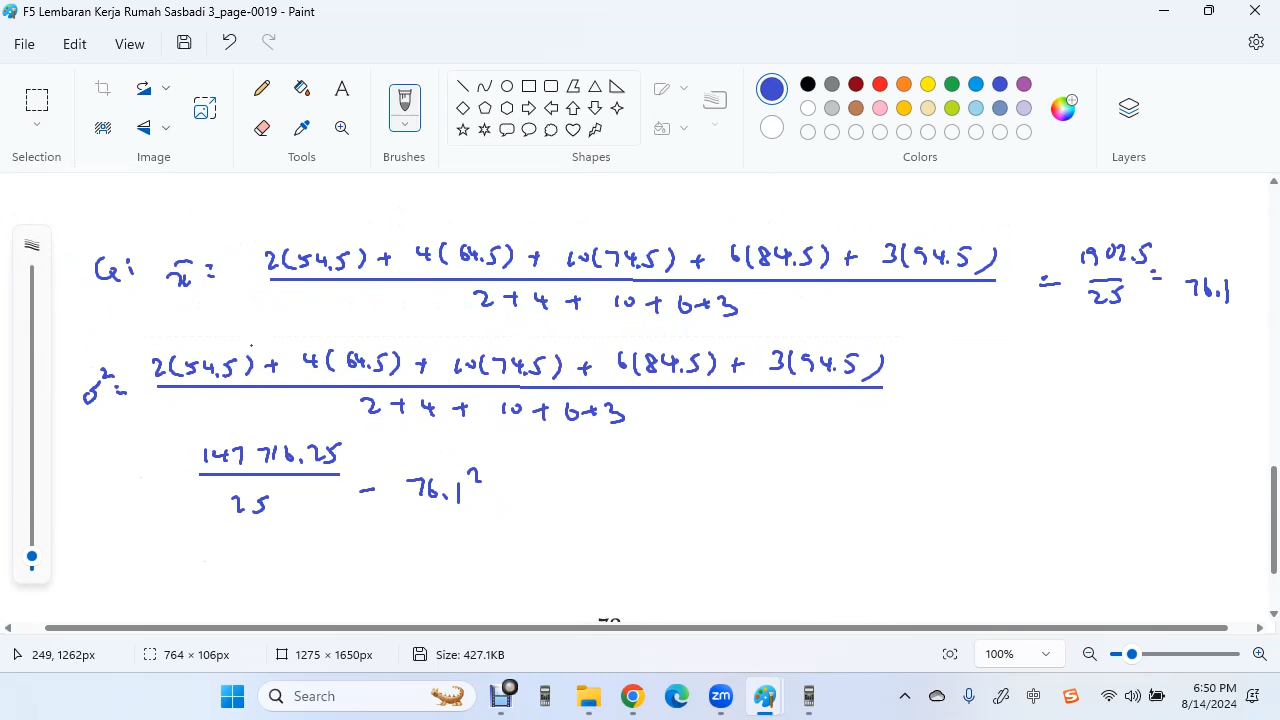 F5 Lembaran Kerja Rumah Sasbadi 3_page-0019 - Paint
File Edit View
Selection Image Tools Brushes Shapes Colors Layers
x̄ = 2(54.5) + 4(64.5) + 10(74.5) + 6(84.5) + 3(94.5) / 2 + 4 + 10 + 6 + 3 = 1902.5 / 25 = 76.1
σ² = 2(54.5) + 4(64.5) + 10(74.5) + 6(84.5) + 3(94.5) / 2 + 4 + 10 + 6 + 3
147 716.25 / 25 - 76.1²
249, 1262px 764 × 106px 1275 × 1650px Size: 427.1KB 100%
Search zm S 中 6:50 PM
8/14/2024